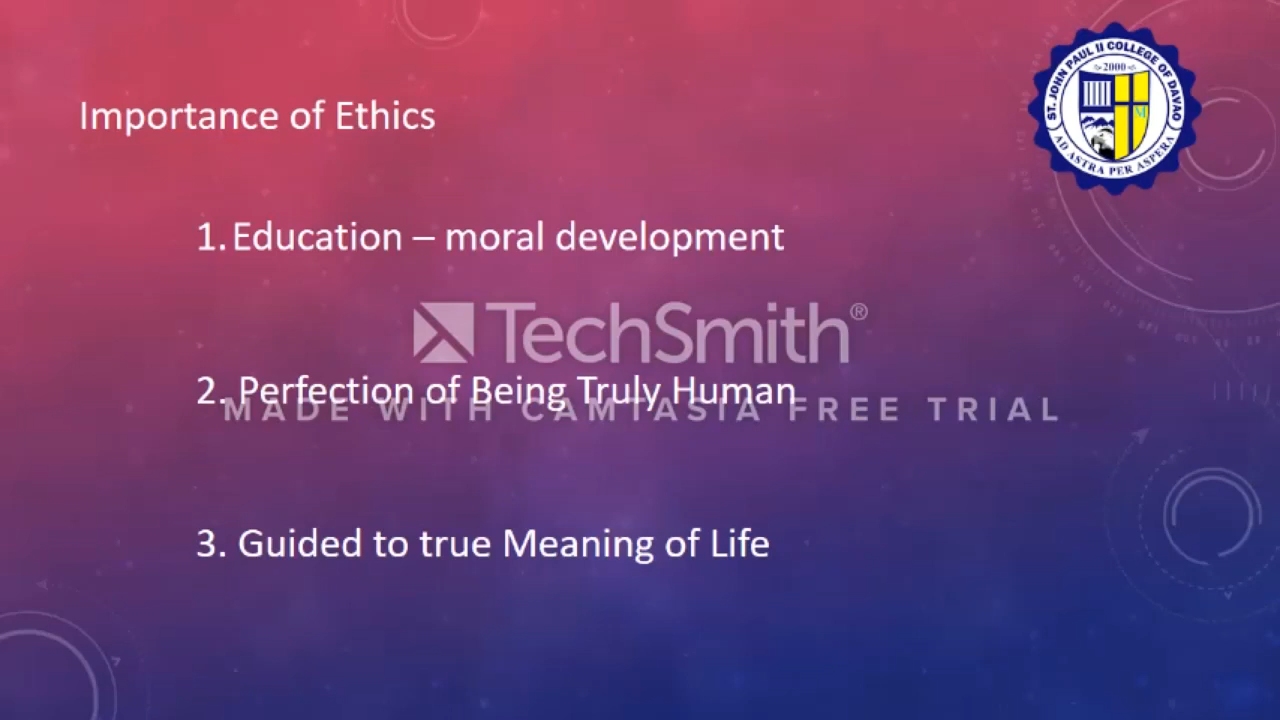 ST. JOHN PAUL II COLLEGE OF DAVAO
2000
M
AD ASTRA PER ASPERA
Importance of Ethics
1. Education – moral development
TechSmith®
2. Perfection of Being Truly Human
MADE WITH CAMTASIA FREE TRIAL
3. Guided to true Meaning of Life